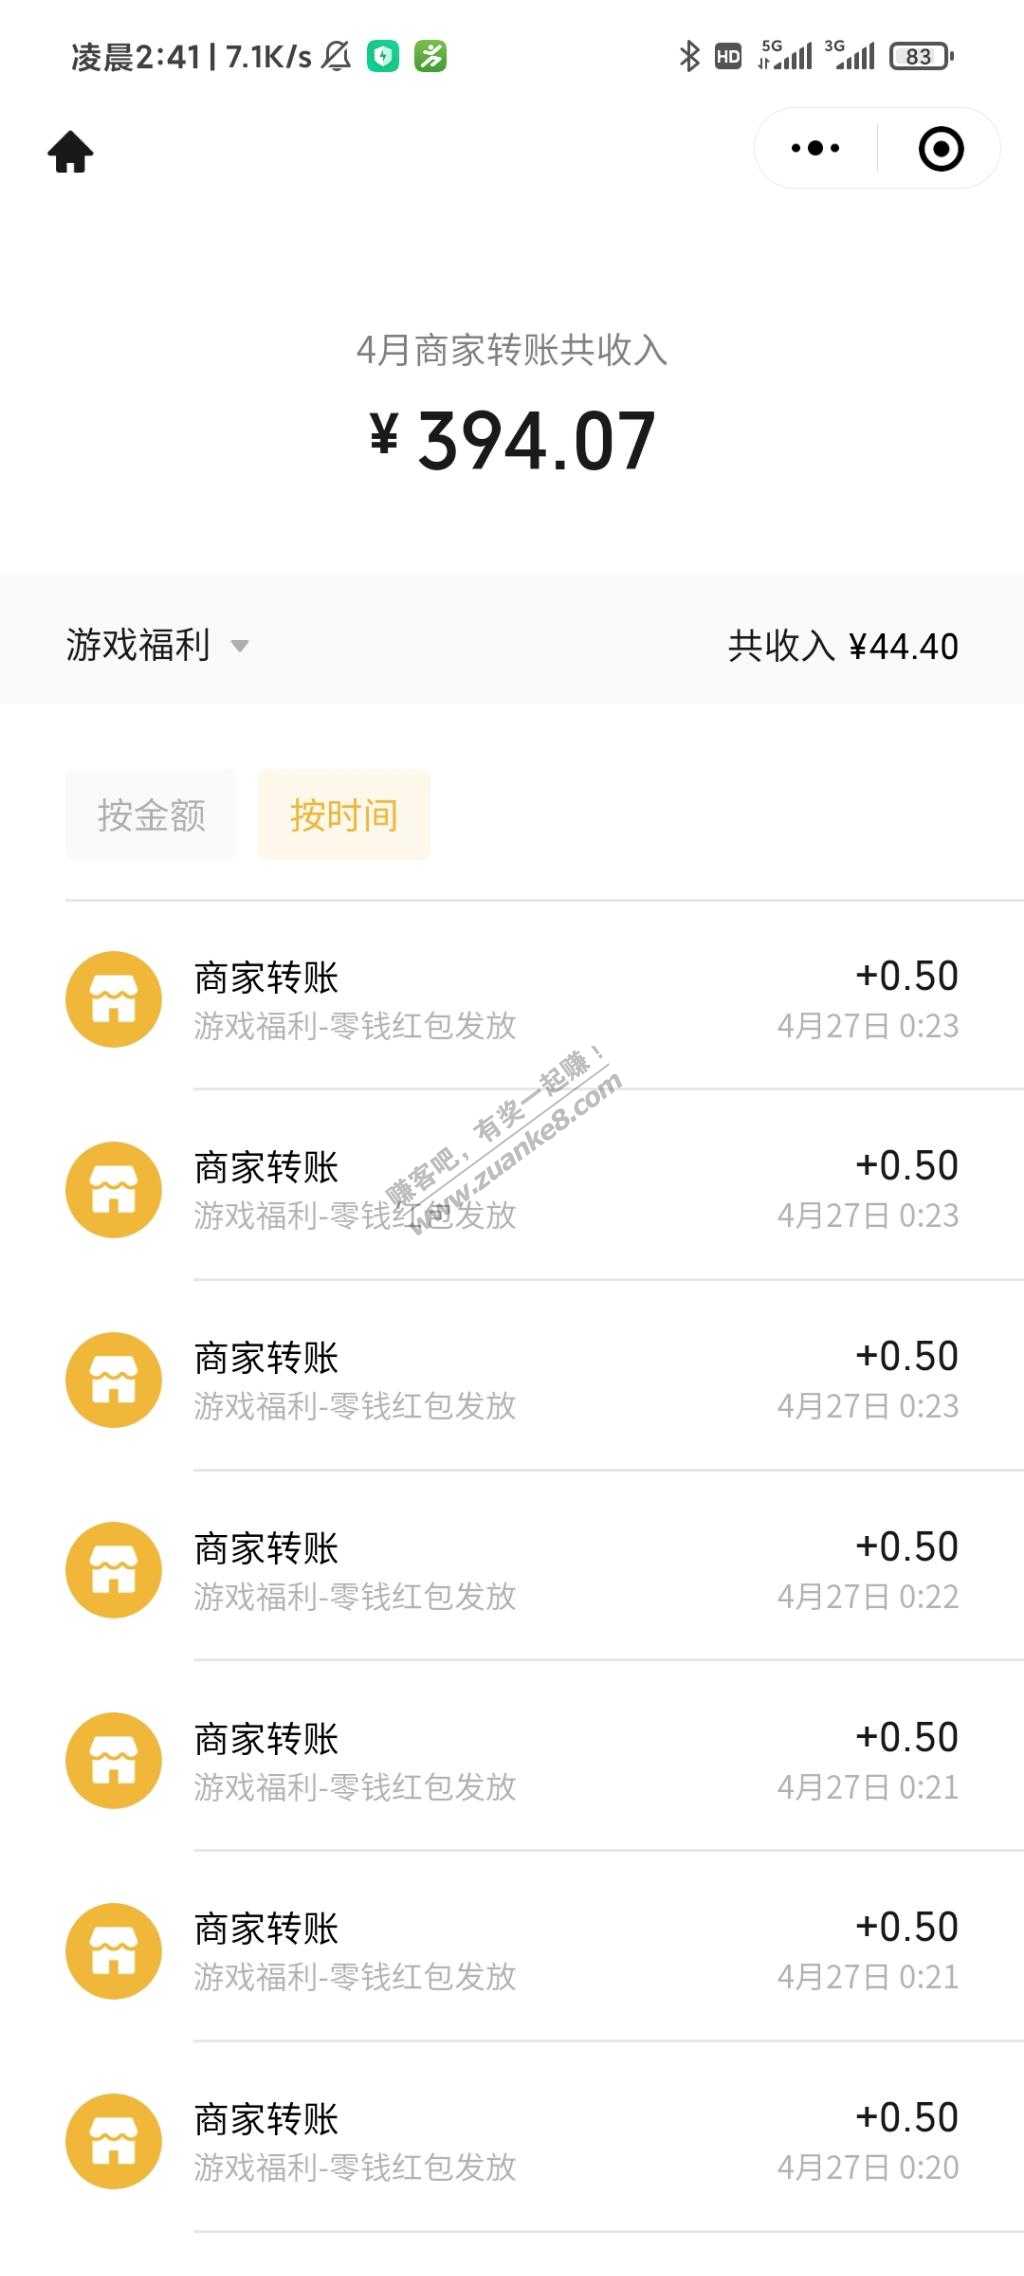 凌晨2:41 | 7.1K/s HD 5G 3G 83
4月商家转账共收入
¥ 394.07
游戏福利 共收入 ¥44.40
按金额 按时间
商家转账 +0.50
游戏福利-零钱红包发放 4月27日 0:23
商家转账 +0.50
游戏福利-零钱红包发放 4月27日 0:23
赚客吧，有奖一起赚！
www.zuanke8.com
商家转账 +0.50
游戏福利-零钱红包发放 4月27日 0:23
商家转账 +0.50
游戏福利-零钱红包发放 4月27日 0:22
商家转账 +0.50
游戏福利-零钱红包发放 4月27日 0:21
商家转账 +0.50
游戏福利-零钱红包发放 4月27日 0:21
商家转账 +0.50
游戏福利-零钱红包发放 4月27日 0:20